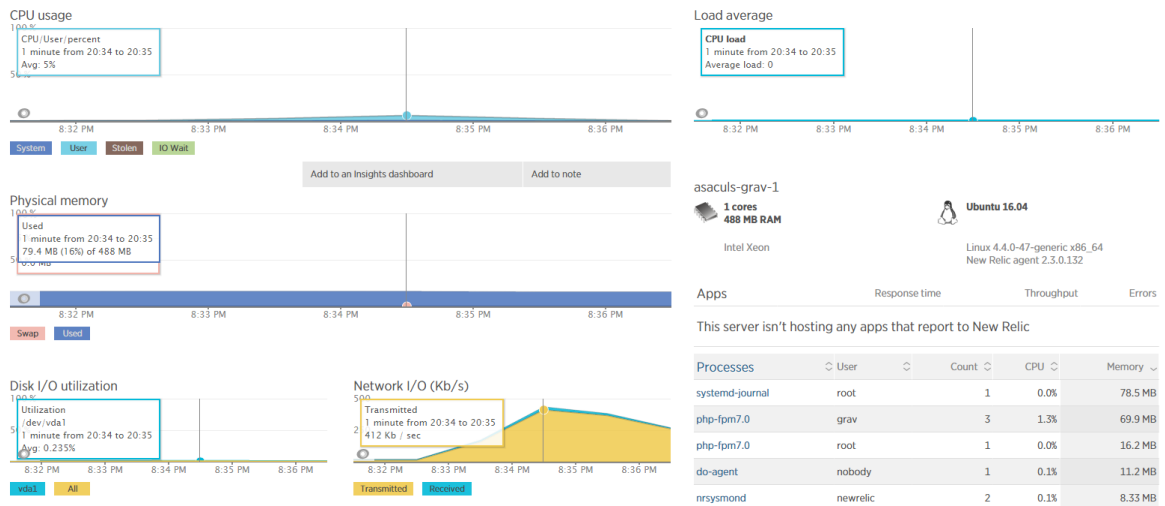 CPU usage
100 %
CPU/User/percent
1 minute from 20:34 to 20:35
Avg: 5%
8:32 PM 8:33 PM 8:34 PM 8:35 PM 8:36 PM
System User Stolen IO Wait
Add to an Insights dashboard Add to note
Physical memory
100 %
Used
1 minute from 20:34 to 20:35
79.4 MB (16%) of 488 MB
0.0 MB
8:32 PM 8:33 PM 8:34 PM 8:35 PM 8:36 PM
Swap Used
Disk I/O utilization
100 %
Utilization
/dev/vda1
1 minute from 20:34 to 20:35
Avg: 0.235%
8:32 PM 8:33 PM 8:34 PM 8:35 PM 8:36 PM
vda1 All
Network I/O (Kb/s)
500
Transmitted
1 minute from 20:34 to 20:35
412 Kb / sec
8:32 PM 8:33 PM 8:34 PM 8:35 PM 8:36 PM
Transmitted Received
Load average
CPU load
1 minute from 20:34 to 20:35
Average load: 0
8:32 PM 8:33 PM 8:34 PM 8:35 PM 8:36 PM
asaculs-grav-1
1 cores
488 MB RAM
Intel Xeon
Ubuntu 16.04
Linux 4.4.0-47-generic x86_64
New Relic agent 2.3.0.132
Apps Response time Throughput Errors
This server isn't hosting any apps that report to New Relic
Processes User Count CPU Memory
systemd-journal root 1 0.0% 78.5 MB
php-fpm7.0 grav 3 1.3% 69.9 MB
php-fpm7.0 root 1 0.0% 16.2 MB
do-agent nobody 1 0.1% 11.2 MB
nrsysmond newrelic 2 0.1% 8.33 MB